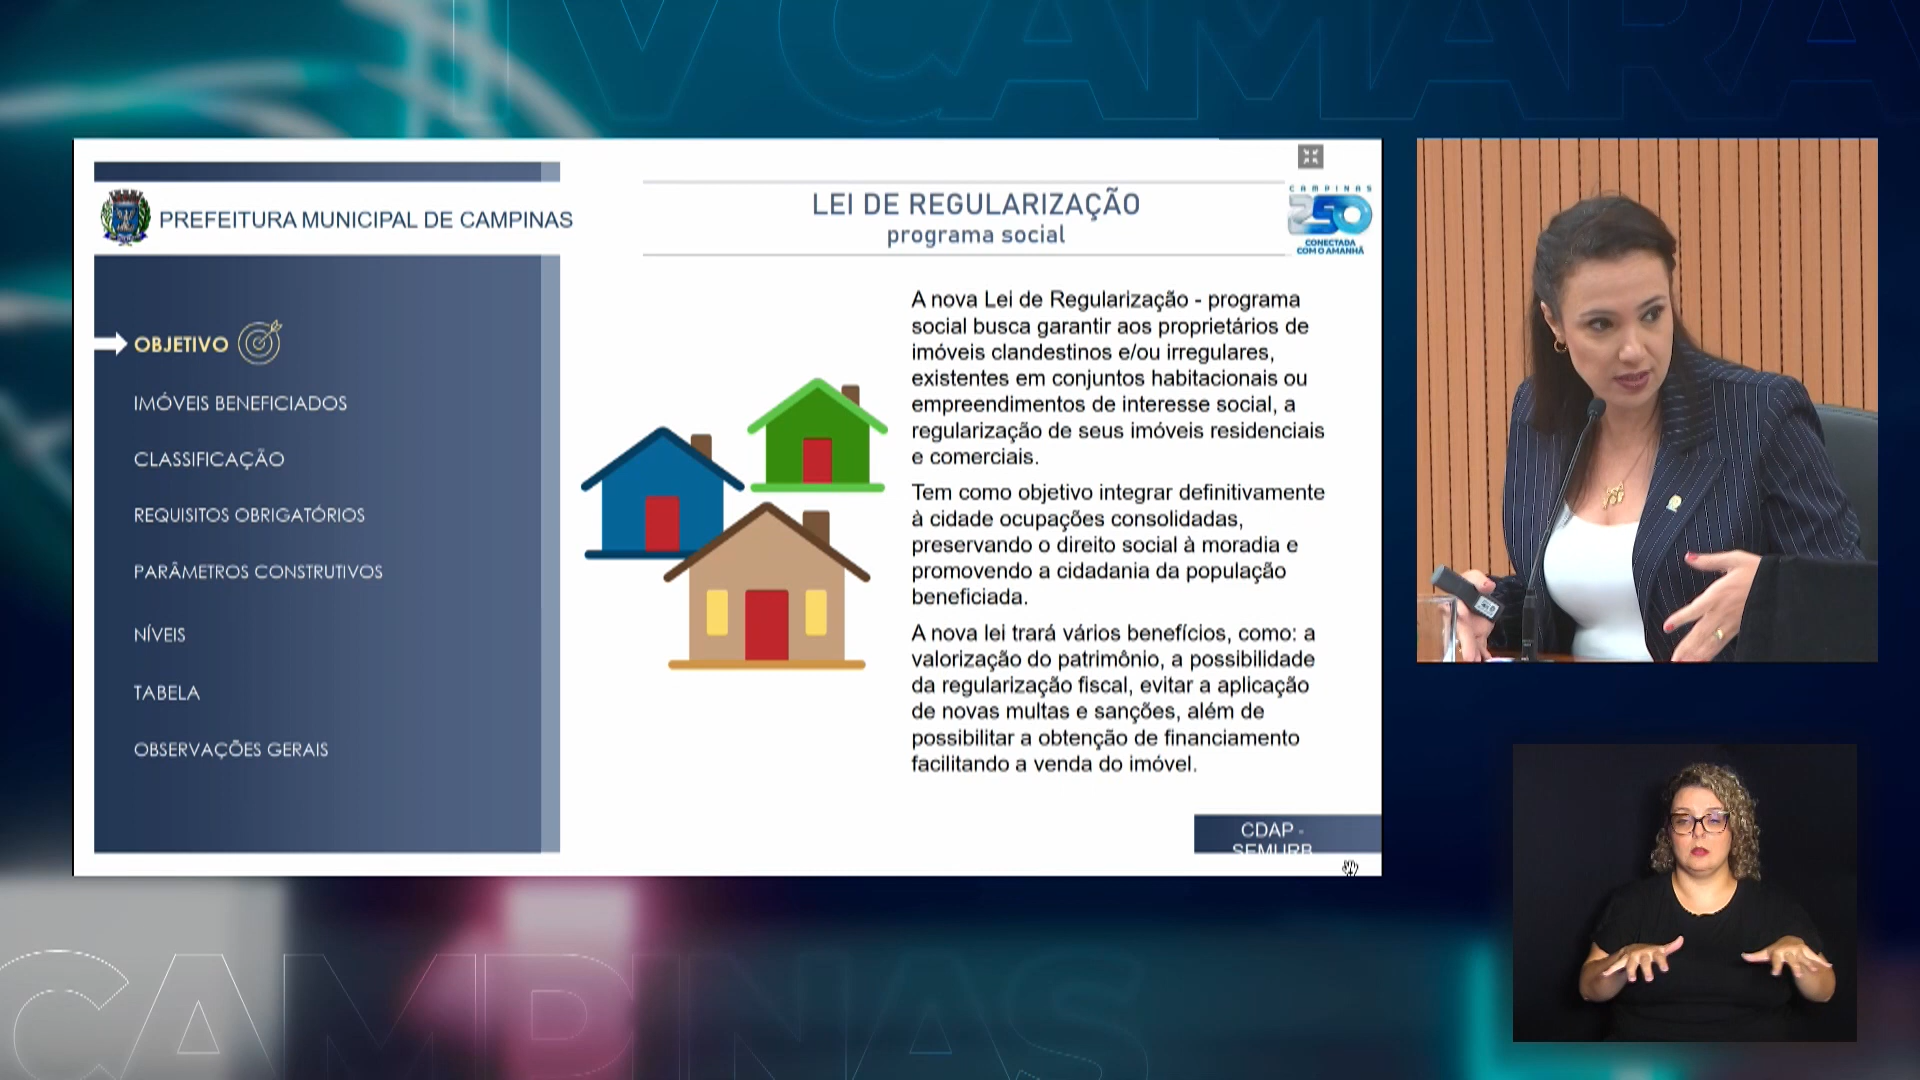 TV CÂMARA
PREFEITURA MUNICIPAL DE CAMPINAS
LEI DE REGULARIZAÇÃO
programa social
CAMPINAS
250
CONECTADA
COM O AMANHÃ
OBJETIVO
IMÓVEIS BENEFICIADOS
CLASSIFICAÇÃO
REQUISITOS OBRIGATÓRIOS
PARÂMETROS CONSTRUTIVOS
NÍVEIS
TABELA
OBSERVAÇÕES GERAIS
A nova Lei de Regularização - programa
social busca garantir aos proprietários de
imóveis clandestinos e/ou irregulares,
existentes em conjuntos habitacionais ou
empreendimentos de interesse social, a
regularização de seus imóveis residenciais
e comerciais.
Tem como objetivo integrar definitivamente
à cidade ocupações consolidadas,
preservando o direito social à moradia e
promovendo a cidadania da população
beneficiada.
A nova lei trará vários benefícios, como: a
valorização do patrimônio, a possibilidade
da regularização fiscal, evitar a aplicação
de novas multas e sanções, além de
possibilitar a obtenção de financiamento
facilitando a venda do imóvel.
CDAP -
SEMURB
CAMPINAS